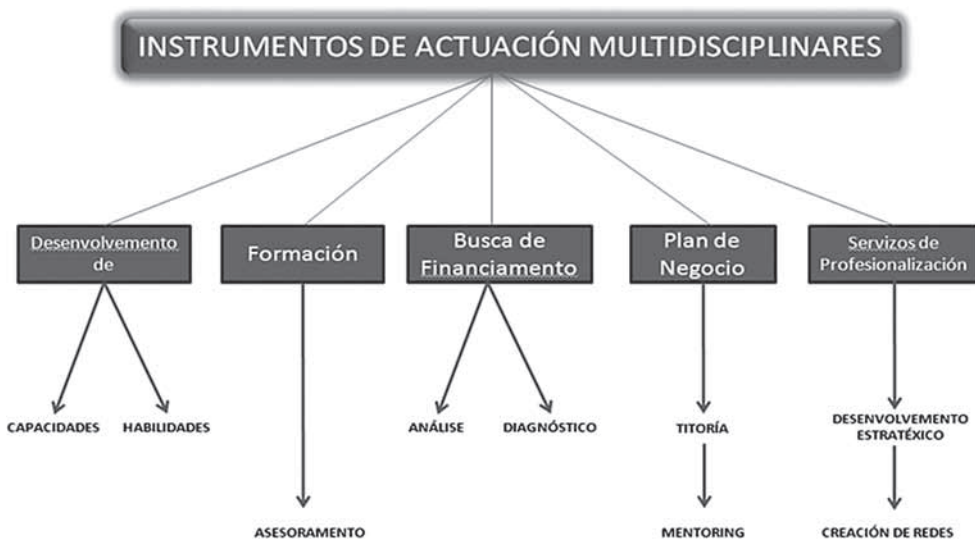 INSTRUMENTOS DE ACTUACIÓN MULTIDISCIPLINARES
Desenvolvemento
de
Formación
Busca de
Financiamento
Plan de
Negocio
Servizos de
Profesionalización
CAPACIDADES
HABILIDADES
ANÁLISE
DIAGNÓSTICO
TITORÍA
DESENVOLVEMENTO
ESTRATÉXICO
ASESORAMENTO
MENTORING
CREACIÓN DE REDES